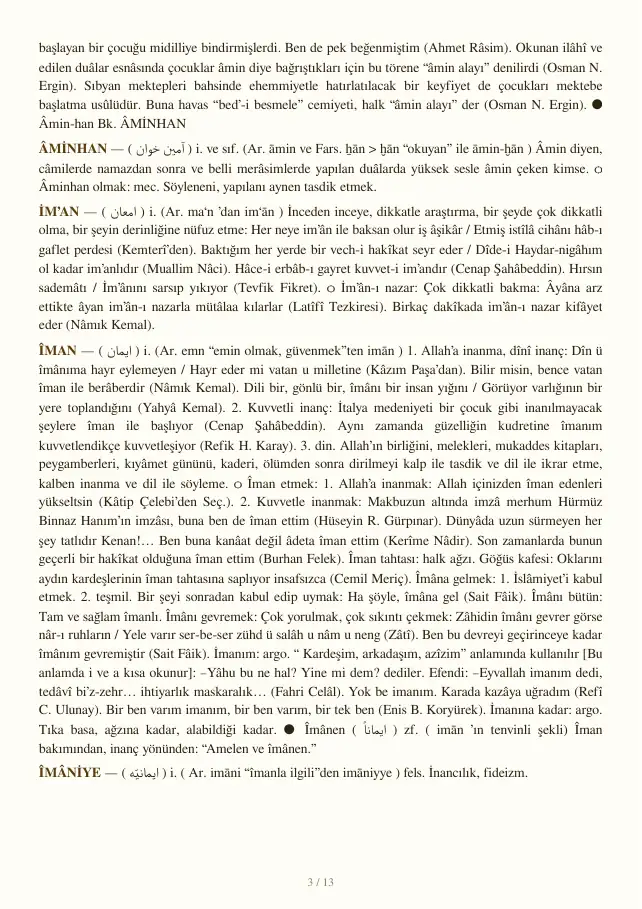 başlayan bir çocuğu midilliye bindirmişlerdi. Ben de pek beğenmiştim (Ahmet Râsim). Okunan ilâhî ve
edilen duâlar esnâsında çocuklar âmin diye bağrıştıkları için bu törene “âmin alayı” denilirdi (Osman N.
Ergin). Sıbyan mektepleri bahsinde ehemmiyetle hatırlatılacak bir keyfiyet de çocukları mektebe
başlatma usûlüdür. Buna havas “bed’-i besmele” cemiyeti, halk “âmin alayı” der (Osman N. Ergin). ●
Âmin-han Bk. ÂMİNHAN
ÂMİNHAN — ( آمين خوان ) i. ve sıf. (Ar. āmin ve Fars. ḫān > ḫān “okuyan” ile āmin-ḫān ) Âmin diyen,
câmilerde namazdan sonra ve belli merâsimlerde yapılan duâlarda yüksek sesle âmin çeken kimse. ○
Âminhan olmak: mec. Söyleneni, yapılanı aynen tasdik etmek.
İM’AN — ( امعان ) i. (Ar. ma‘n ’dan im‘ān ) İnceden inceye, dikkatle araştırma, bir şeyde çok dikkatli
olma, bir şeyin derinliğine nüfuz etme: Her neye im’ân ile baksan olur iş âşikâr / Etmiş istîlâ cihânı hâb-ı
gaflet perdesi (Kemterî’den). Baktığım her yerde bir vech-i hakîkat seyr eder / Dîde-i Haydar-nigâhım
ol kadar im’anlıdır (Muallim Nâci). Hâce-i erbâb-ı gayret kuvvet-i im’andır (Cenap Şahâbeddin). Hırsın
sademâtı / İm’ânını sarsıp yıkıyor (Tevfik Fikret). ○ İm’ân-ı nazar: Çok dikkatli bakma: Âyâna arz
ettikte âyan im’ân-ı nazarla mütâlaa kılarlar (Latîfî Tezkiresi). Birkaç dakîkada im’ân-ı nazar kifâyet
eder (Nâmık Kemal).
ÎMAN — ( ايمان ) i. (Ar. emn “emin olmak, güvenmek”ten imān ) 1. Allah’a inanma, dînî inanç: Dîn ü
îmânıma hayr eylemeyen / Hayr eder mi vatan u milletine (Kâzım Paşa’dan). Bilir misin, bence vatan
îman ile berâberdir (Nâmık Kemal). Dili bir, gönlü bir, îmânı bir insan yığını / Görüyor varlığının bir
yere toplandığını (Yahyâ Kemal). 2. Kuvvetli inanç: İtalya medeniyeti bir çocuk gibi inanılmayacak
şeylere îman ile başlıyor (Cenap Şahâbeddin). Aynı zamanda güzelliğin kudretine îmanım
kuvvetlendikçe kuvvetleşiyor (Refik H. Karay). 3. din. Allah’ın birliğini, melekleri, mukaddes kitapları,
peygamberleri, kıyâmet gününü, kaderi, ölümden sonra dirilmeyi kalp ile tasdik ve dil ile ikrar etme,
kalben inanma ve dil ile söyleme. ○ Îman etmek: 1. Allah’a inanmak: Allah içinizden îman edenleri
yükseltsin (Kâtip Çelebi’den Seç.). 2. Kuvvetle inanmak: Makbuzun altında imzâ merhum Hürmüz
Binnaz Hanım’ın imzâsı, buna ben de îman ettim (Hüseyin R. Gürpınar). Dünyâda uzun sürmeyen her
şey tatlıdır Kenan!… Ben buna kanâat değil âdeta îman ettim (Kerîme Nâdir). Son zamanlarda bunun
geçerli bir hakîkat olduğuna îman ettim (Burhan Felek). Îman tahtası: halk ağzı. Göğüs kafesi: Oklarını
aydın kardeşlerinin îman tahtasına saplıyor insafsızca (Cemil Meriç). Îmâna gelmek: 1. İslâmiyet’i kabul
etmek. 2. teşmil. Bir şeyi sonradan kabul edip uymak: Ha şöyle, îmâna gel (Sait Fâik). Îmânı bütün:
Tam ve sağlam îmanlı. Îmânı gevremek: Çok yorulmak, çok sıkıntı çekmek: Zâhidin îmânı gevrer görse
nâr-ı ruhların / Yele varır ser-be-ser zühd ü salâh u nâm u neng (Zâtî). Ben bu devreyi geçirinceye kadar
îmânım gevremiştir (Sait Fâik). İmanım: argo. “ Kardeşim, arkadaşım, azîzim” anlamında kullanılır [Bu
anlamda i ve a kısa okunur]: –Yâhu bu ne hal? Yine mi dem? dediler. Efendi: –Eyvallah imanım dedi,
tedâvî bi’z-zehr… ihtiyarlık maskaralık… (Fahri Celâl). Yok be imanım. Karada kazâya uğradım (Refî
C. Ulunay). Bir ben varım imanım, bir ben varım, bir tek ben (Enis B. Koryürek). İmanına kadar: argo.
Tıka basa, ağzına kadar, alabildiği kadar. ● Îmânen ( ايماناً ) zf. ( imān ’ın tenvinli şekli) Îman
bakımından, inanç yönünden: “Amelen ve îmânen.”
ÎMÂNİYE — ( ايمانيّه ) i. ( Ar. imāni “îmanla ilgili”den imāniyye ) fels. İnancılık, fideizm.
3 / 13